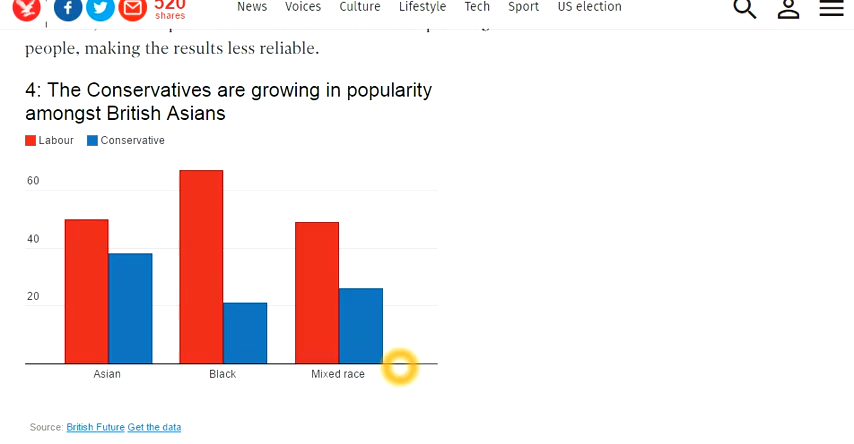 520
shares
News Voices Culture Lifestyle Tech Sport US election
people, making the results less reliable.
4: The Conservatives are growing in popularity
amongst British Asians
Labour Conservative
60
40
20
Asian Black Mixed race
Source: British Future Get the data